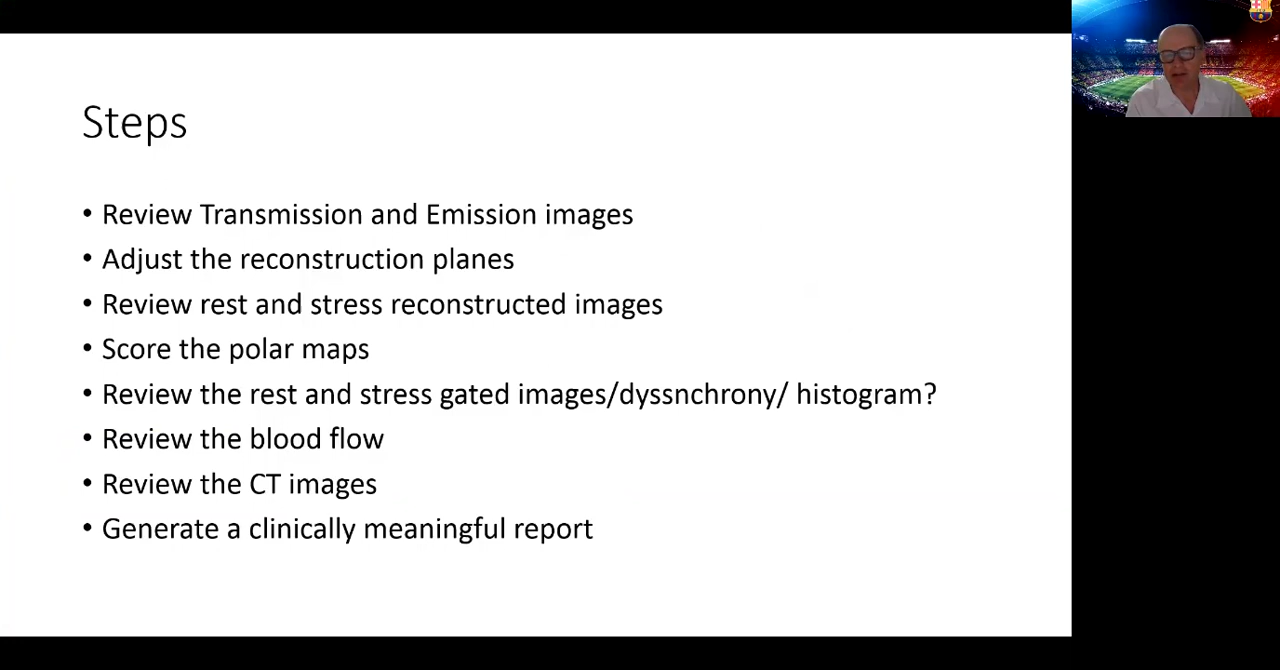 Steps
• Review Transmission and Emission images
• Adjust the reconstruction planes
• Review rest and stress reconstructed images
• Score the polar maps
• Review the rest and stress gated images/dyssnchrony/ histogram?
• Review the blood flow
• Review the CT images
• Generate a clinically meaningful report